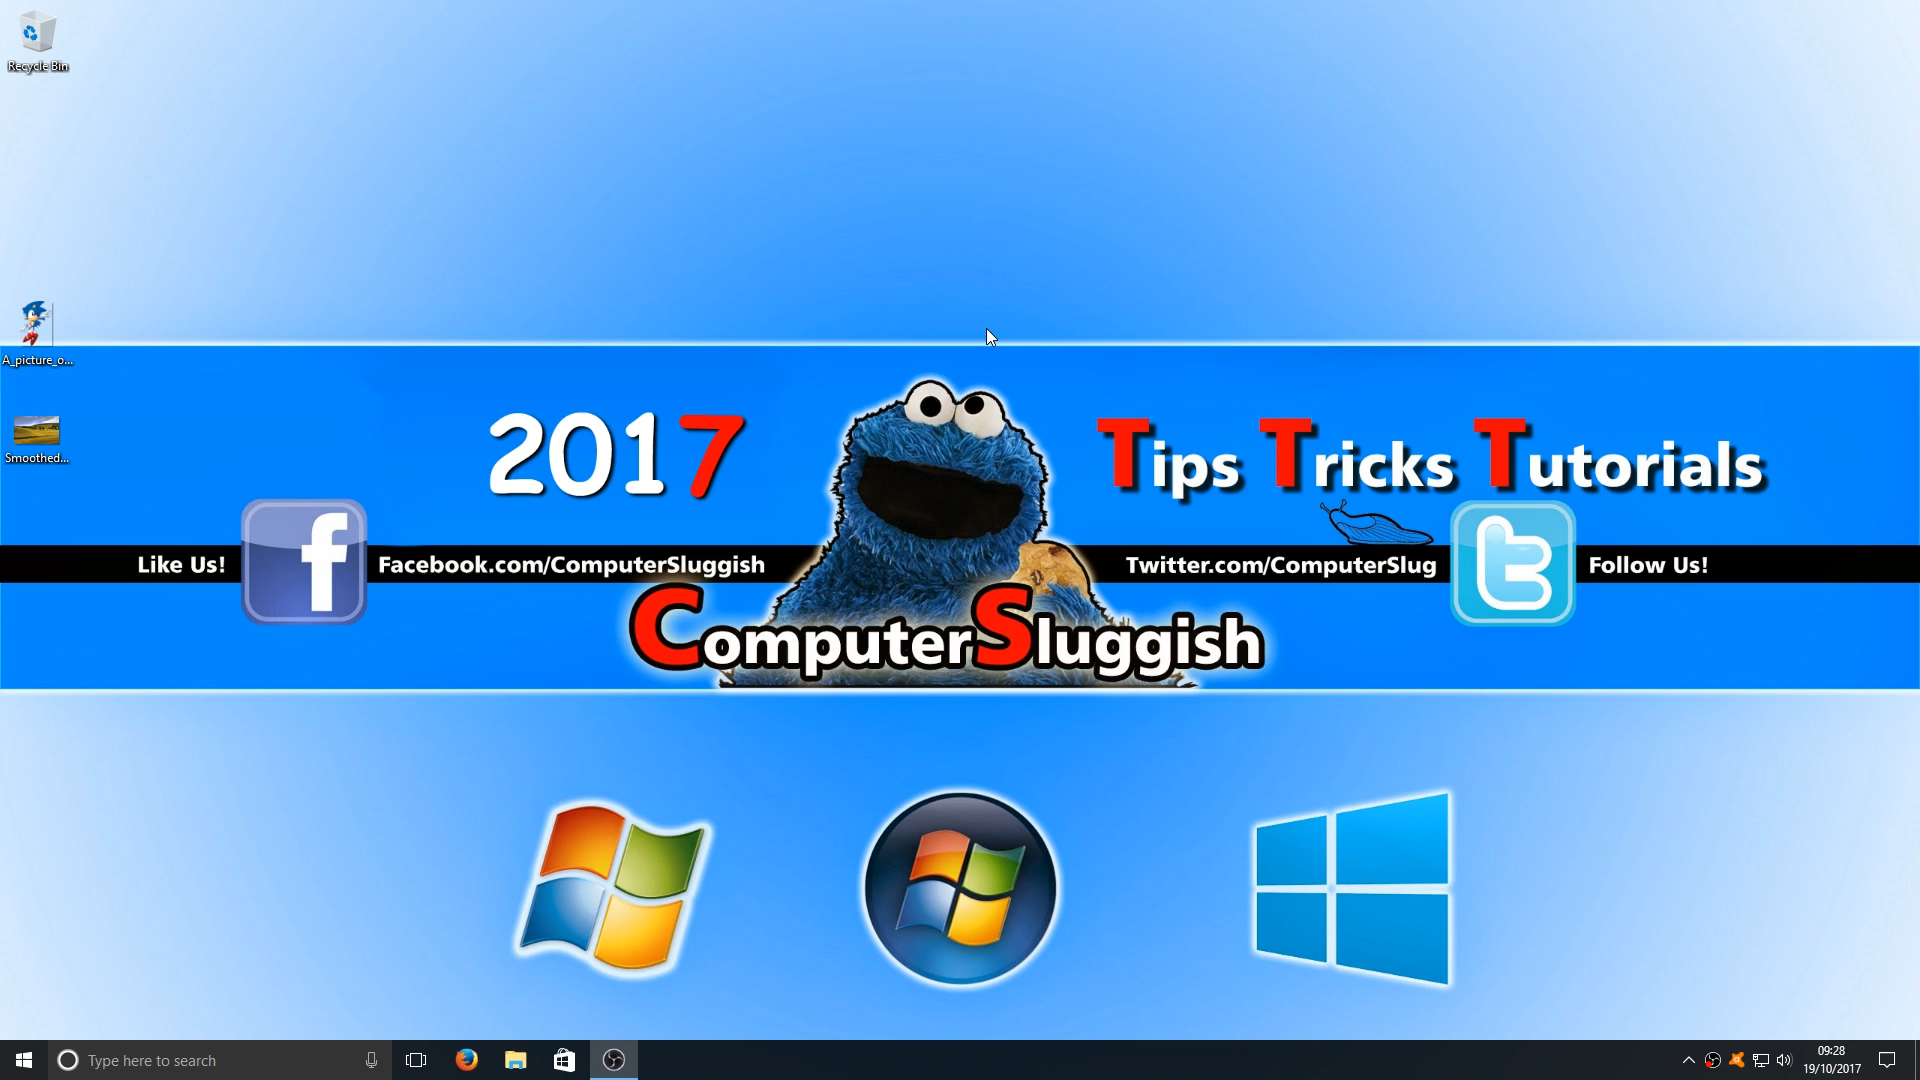 Recycle Bin
A_picture_o...
Smoothed...
2017
Tips Tricks Tutorials
Like Us!
Facebook.com/ComputerSluggish
Twitter.com/ComputerSlug
Follow Us!
ComputerSluggish
Type here to search
09:28
19/10/2017